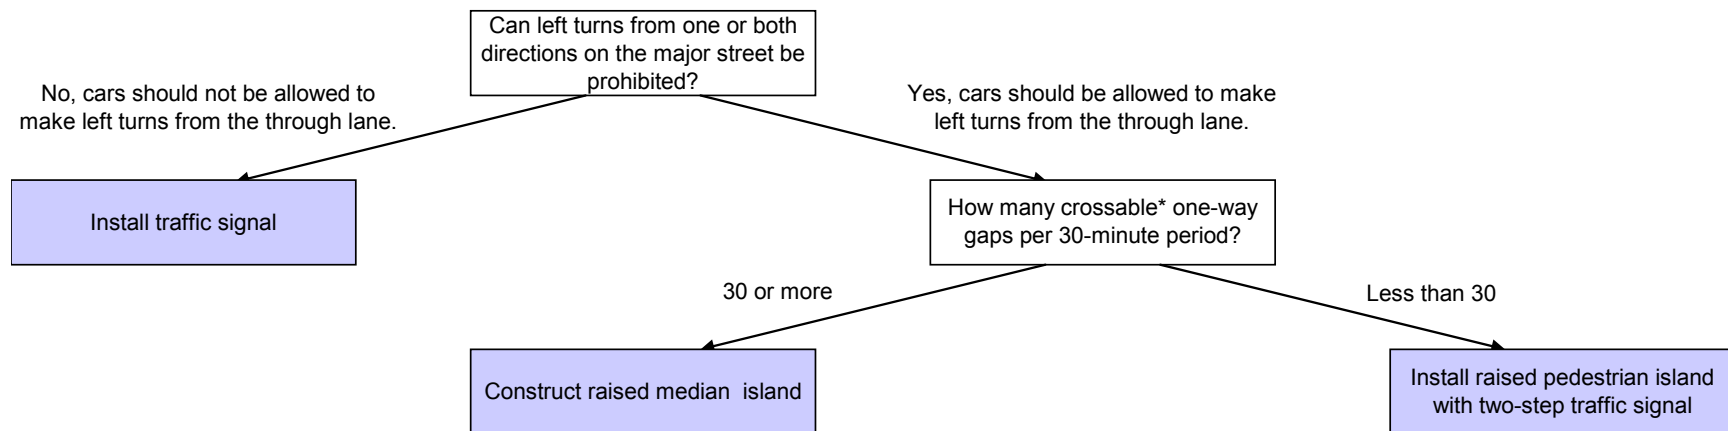 Can left turns from one or both
directions on the major street be
prohibited?
No, cars should not be allowed to
make left turns from the through lane.
Yes, cars should be allowed to make
left turns from the through lane.
Install traffic signal
How many crossable* one-way
gaps per 30-minute period?
30 or more
Less than 30
Construct raised median island
Install raised pedestrian island
with two-step traffic signal